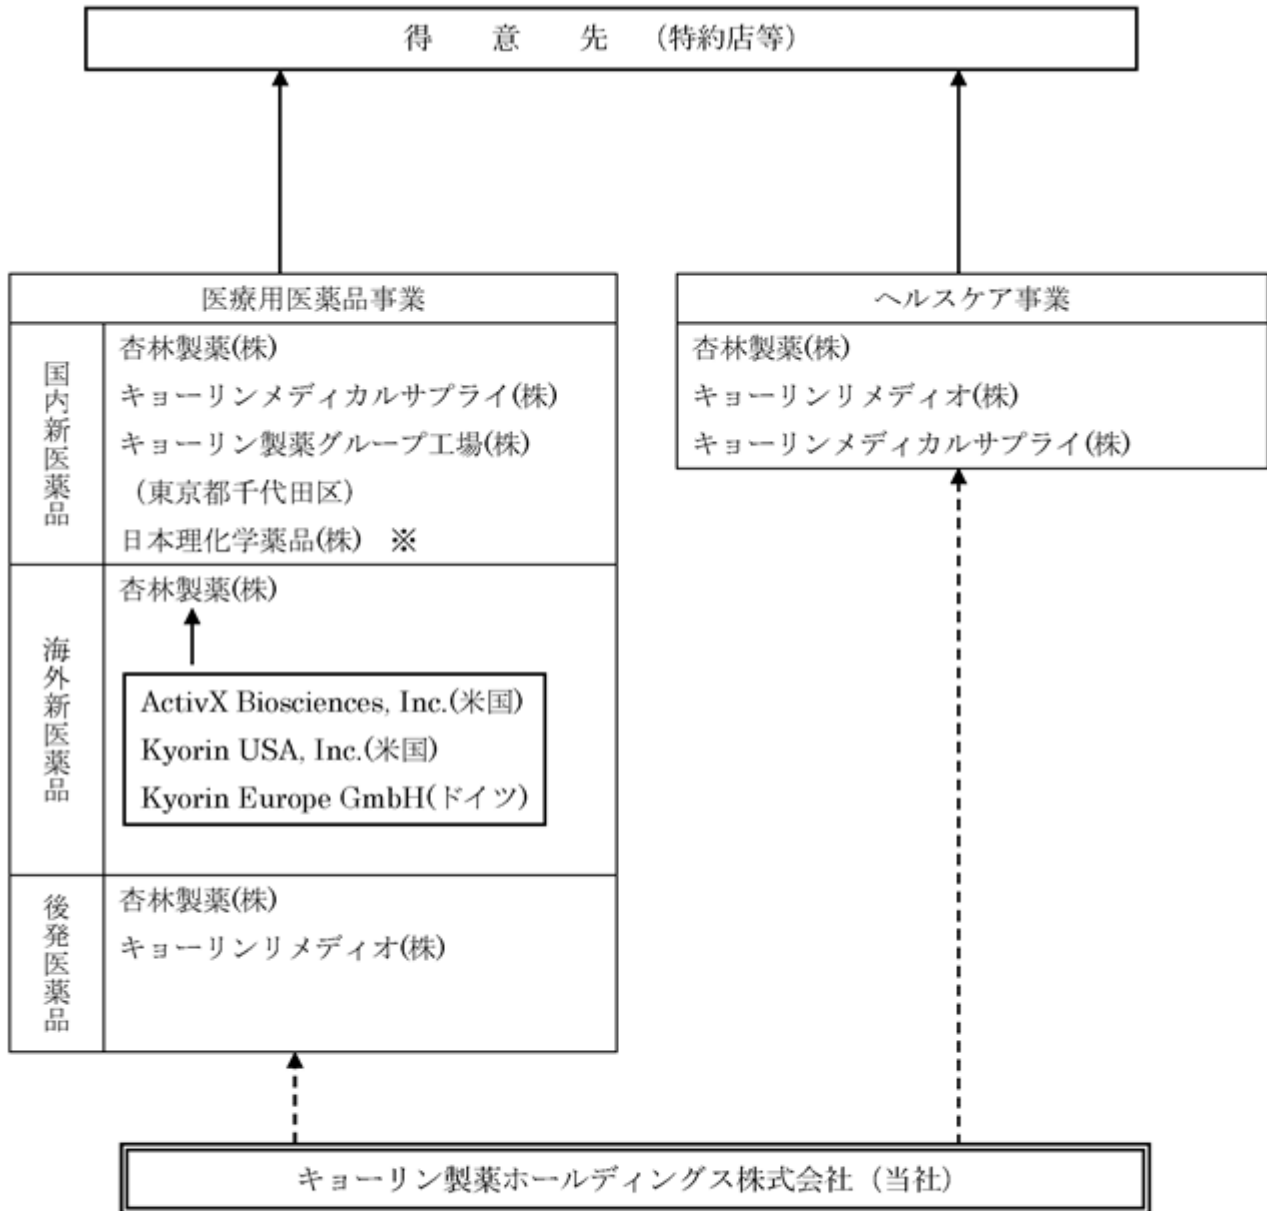 得 意 先 （特約店等）
医療用医薬品事業
国内新医薬品
杏林製薬(株)
キョーリンメディカルサプライ(株)
キョーリン製薬グループ工場(株)
（東京都千代田区）
日本理化学薬品(株) ※
海外新医薬品
杏林製薬(株)
ActivX Biosciences, Inc.(米国)
Kyorin USA, Inc.(米国)
Kyorin Europe GmbH(ドイツ)
後発医薬品
杏林製薬(株)
キョーリンリメディオ(株)
ヘルスケア事業
杏林製薬(株)
キョーリンリメディオ(株)
キョーリンメディカルサプライ(株)
キョーリン製薬ホールディングス株式会社（当社）